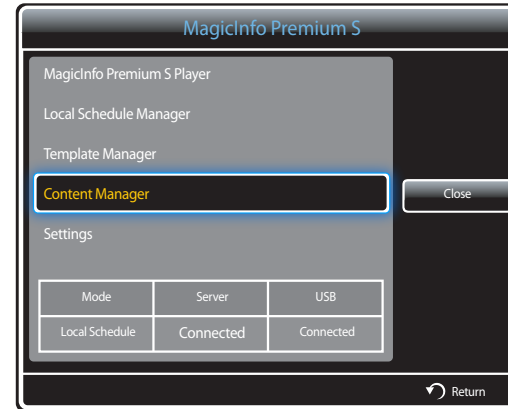 MagicInfo Premium S
MagicInfo Premium S Player
Local Schedule Manager
Template Manager
Content Manager
Close
Settings
Mode Server USB
Local Schedule Connected Connected
Return